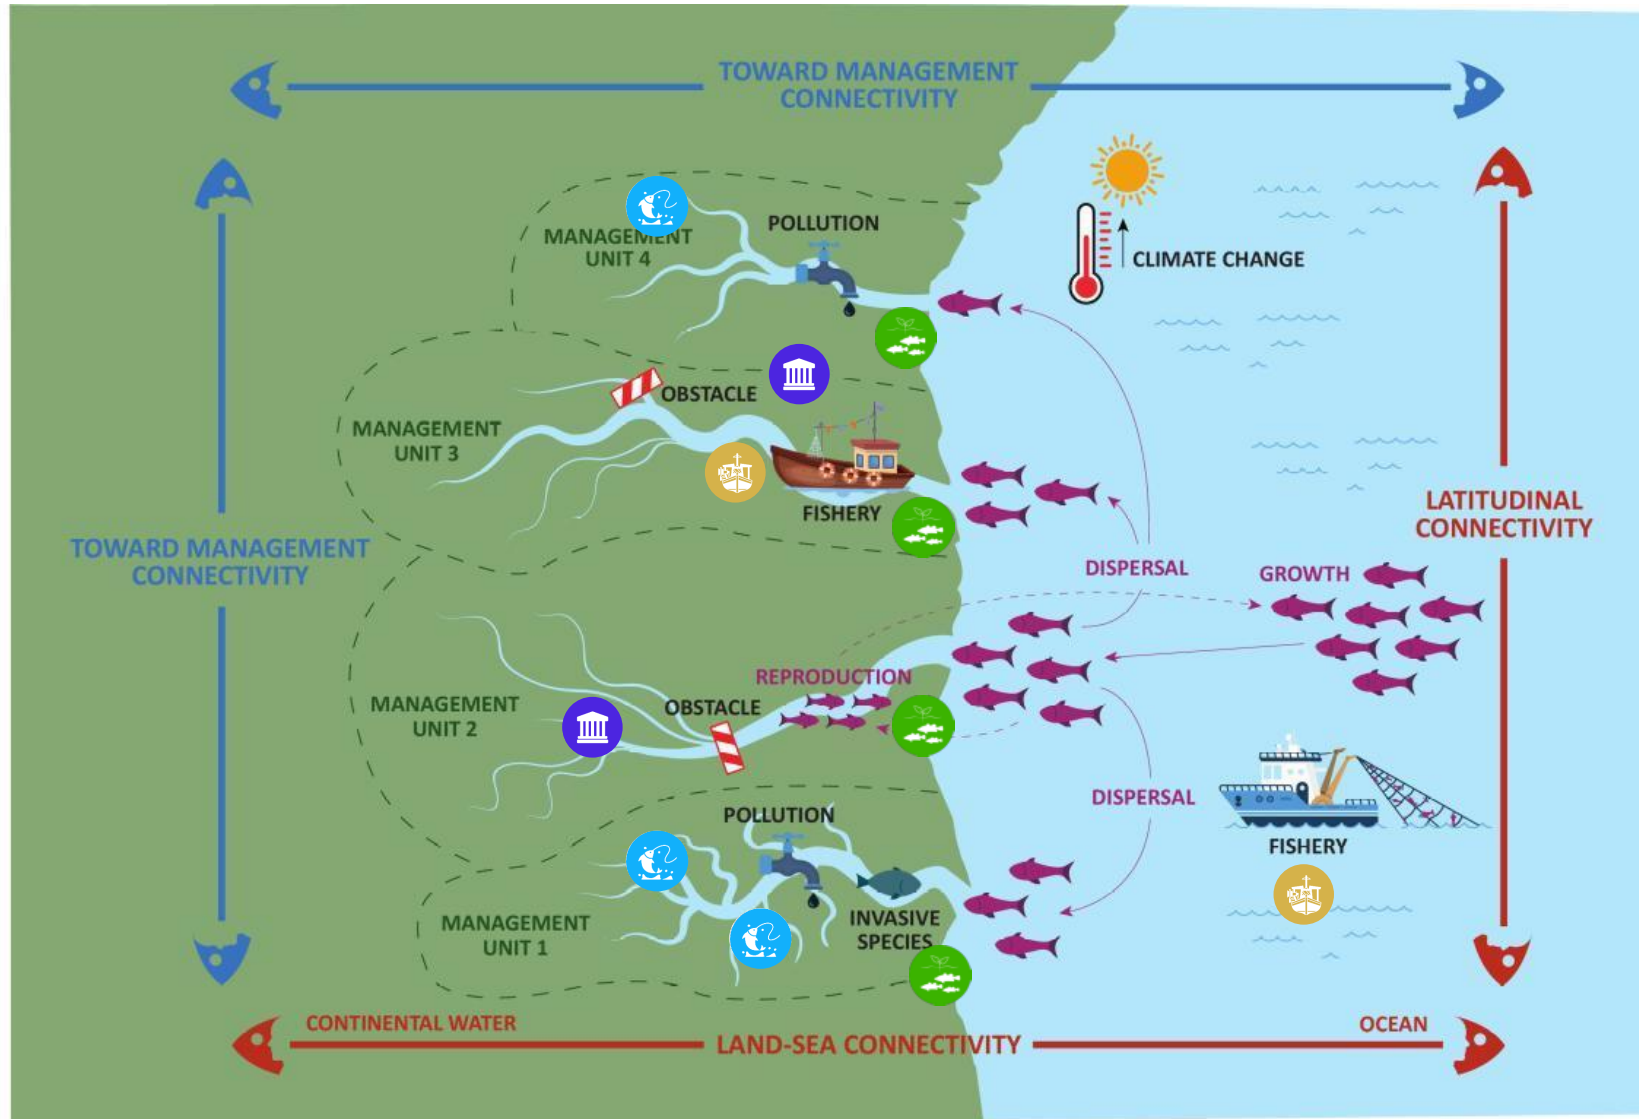 TOWARD MANAGEMENT
CONNECTIVITY
POLLUTION
MANAGEMENT
UNIT 4
CLIMATE CHANGE
OBSTACLE
MANAGEMENT
UNIT 3
FISHERY
LATITUDINAL
CONNECTIVITY
TOWARD MANAGEMENT
CONNECTIVITY
DISPERSAL
GROWTH
REPRODUCTION
MANAGEMENT
UNIT 2
OBSTACLE
DISPERSAL
POLLUTION
FISHERY
MANAGEMENT
UNIT 1
INVASIVE
SPECIES
CONTINENTAL WATER
OCEAN
LAND-SEA CONNECTIVITY